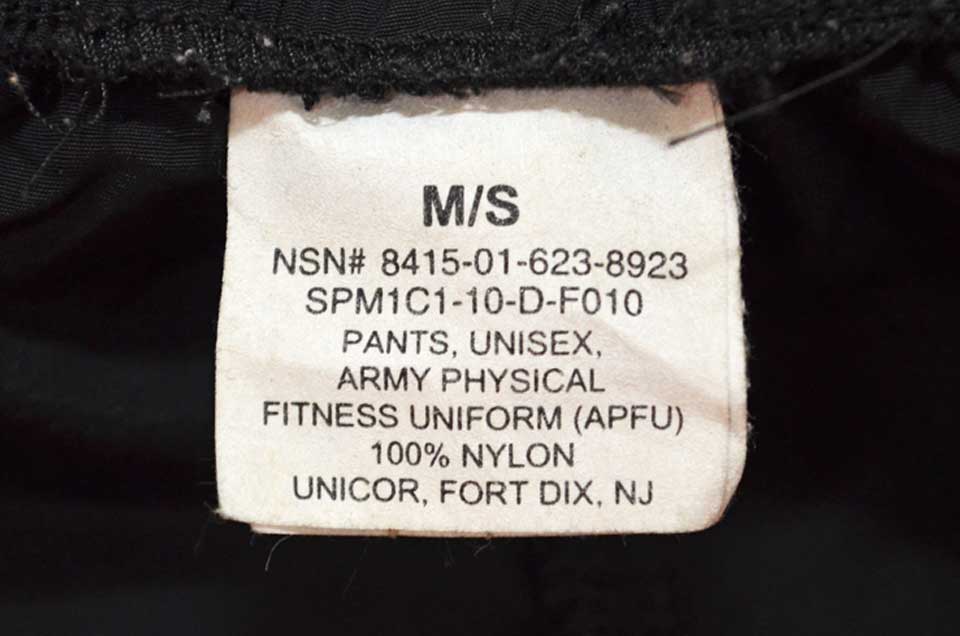 M/S
NSN# 8415-01-623-8923
SPM1C1-10-D-F010
PANTS, UNISEX,
ARMY PHYSICAL
FITNESS UNIFORM (APFU)
100% NYLON
UNICOR, FORT DIX, NJ